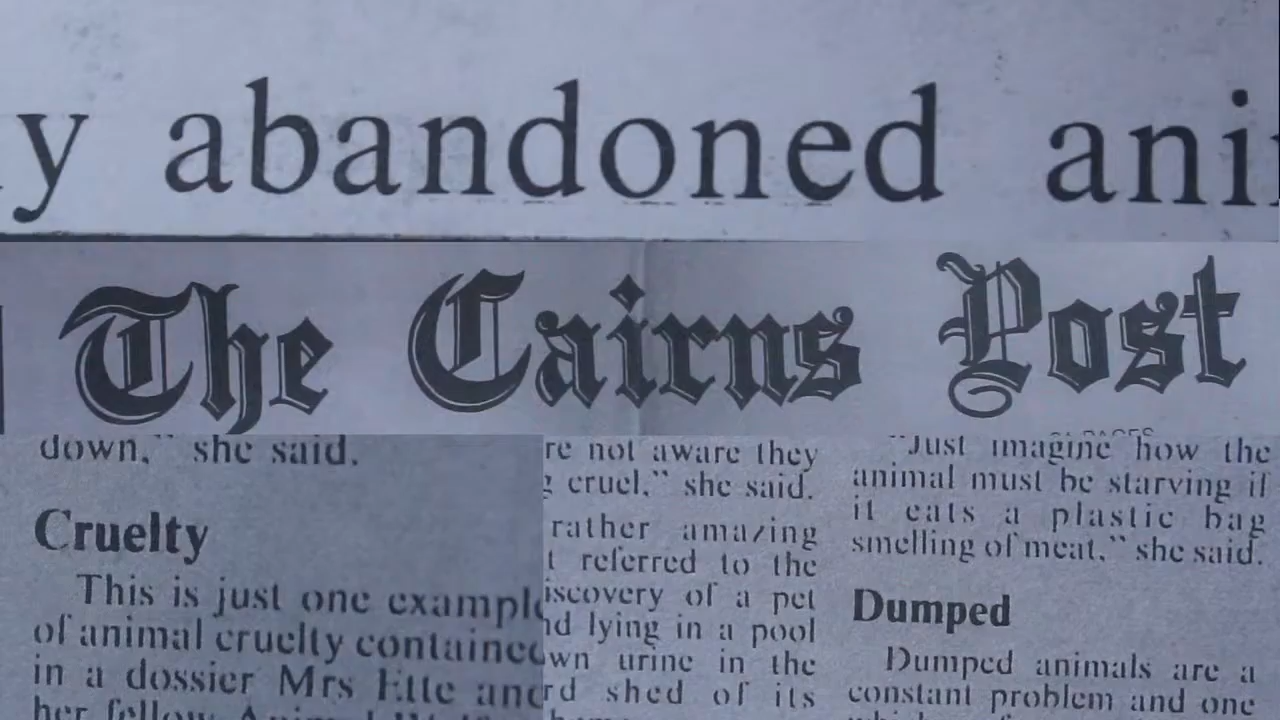 y abandoned ani
The Cairns Post
down," she said.
Cruelty
This is just one example
of animal cruelty contained
in a dossier Mrs Ette and
her fellow
re not aware they
g cruel," she said.
rather amazing
t referred to the
iscovery of a pet
nd lying in a pool
wn urine in the
rd shed of its
"Just imagine how the
animal must be starving if
it eats a plastic bag
smelling of meat," she said.
Dumped
Dumped animals are a
constant problem and one